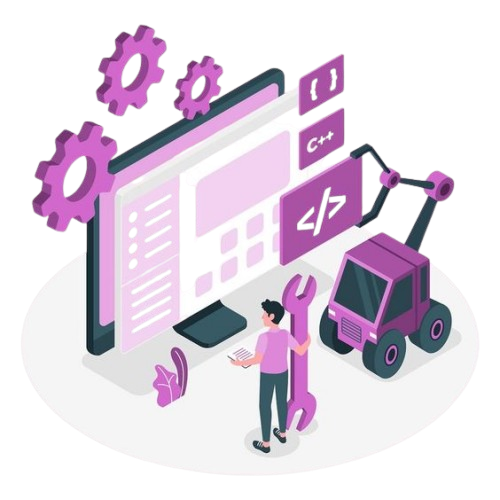 { }
C++
</>